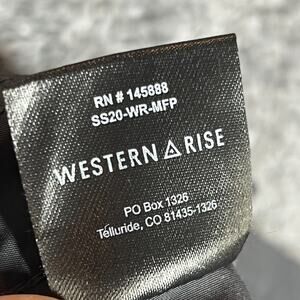 RN # 145888
SS20-WR-MFP
WESTERN RISE
PO Box 1326
Telluride, CO 81435-1326